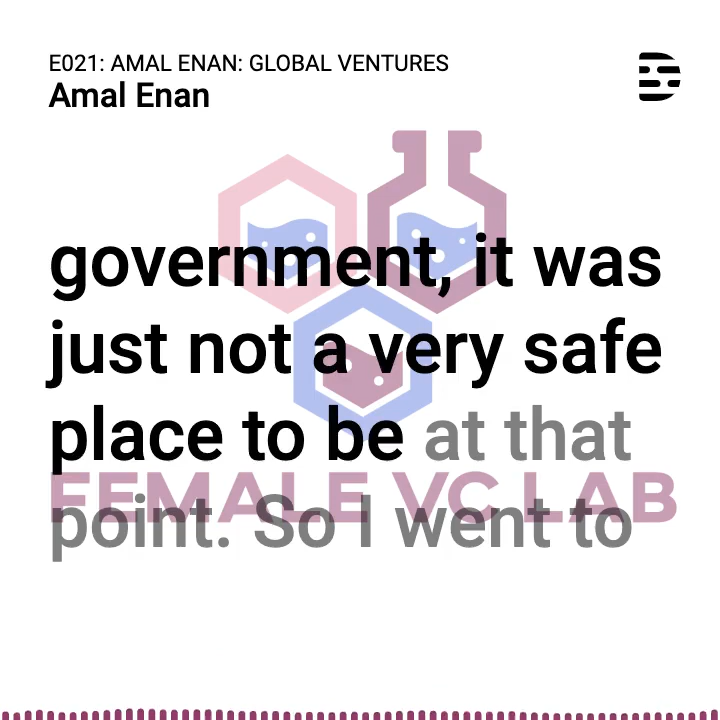 E021: AMAL ENAN: GLOBAL VENTURES
Amal Enan
government, it was
just not a very safe
place to be at that
FEMALE VC LAB
point. So I went to